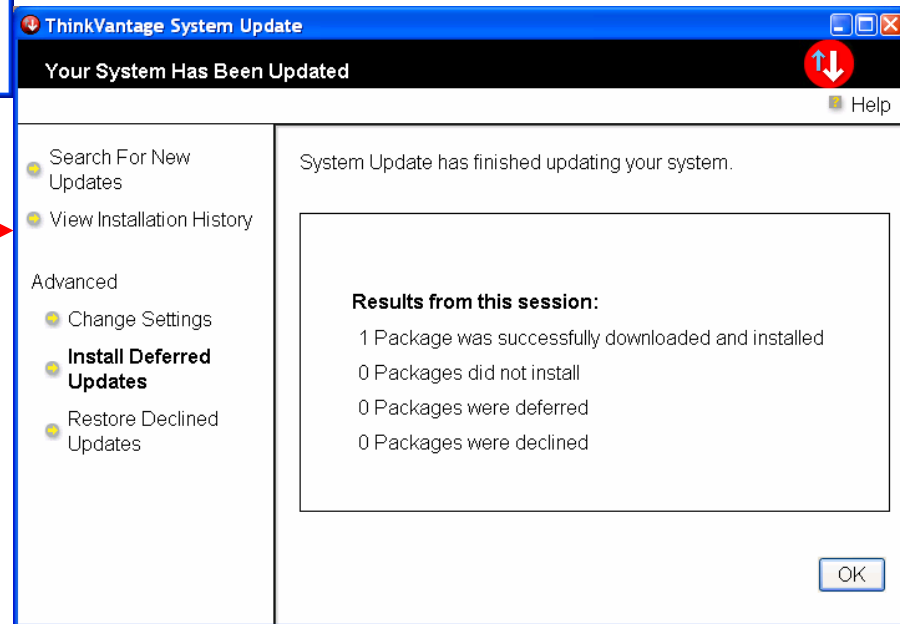 ThinkVantage System Update
Your System Has Been Updated
Help
Search For New
Updates
View Installation History
Advanced
Change Settings
Install Deferred
Updates
Restore Declined
Updates
System Update has finished updating your system.
Results from this session:
1 Package was successfully downloaded and installed
0 Packages did not install
0 Packages were deferred
0 Packages were declined
OK